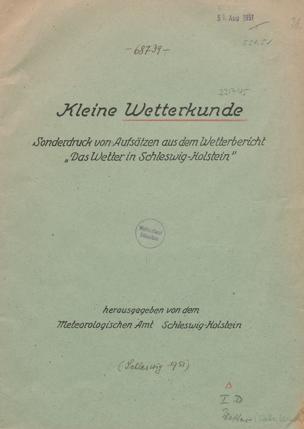 5. Aug 1951
- 687.39 -
Kleine Wetterkunde
Sonderdruck von Aufsätzen aus dem Wetterbericht
„Das Wetter in Schleswig-Holstein"
herausgegeben von dem
Meteorologischen Amt Schleswig-Holstein
(Schleswig 1951)
I D